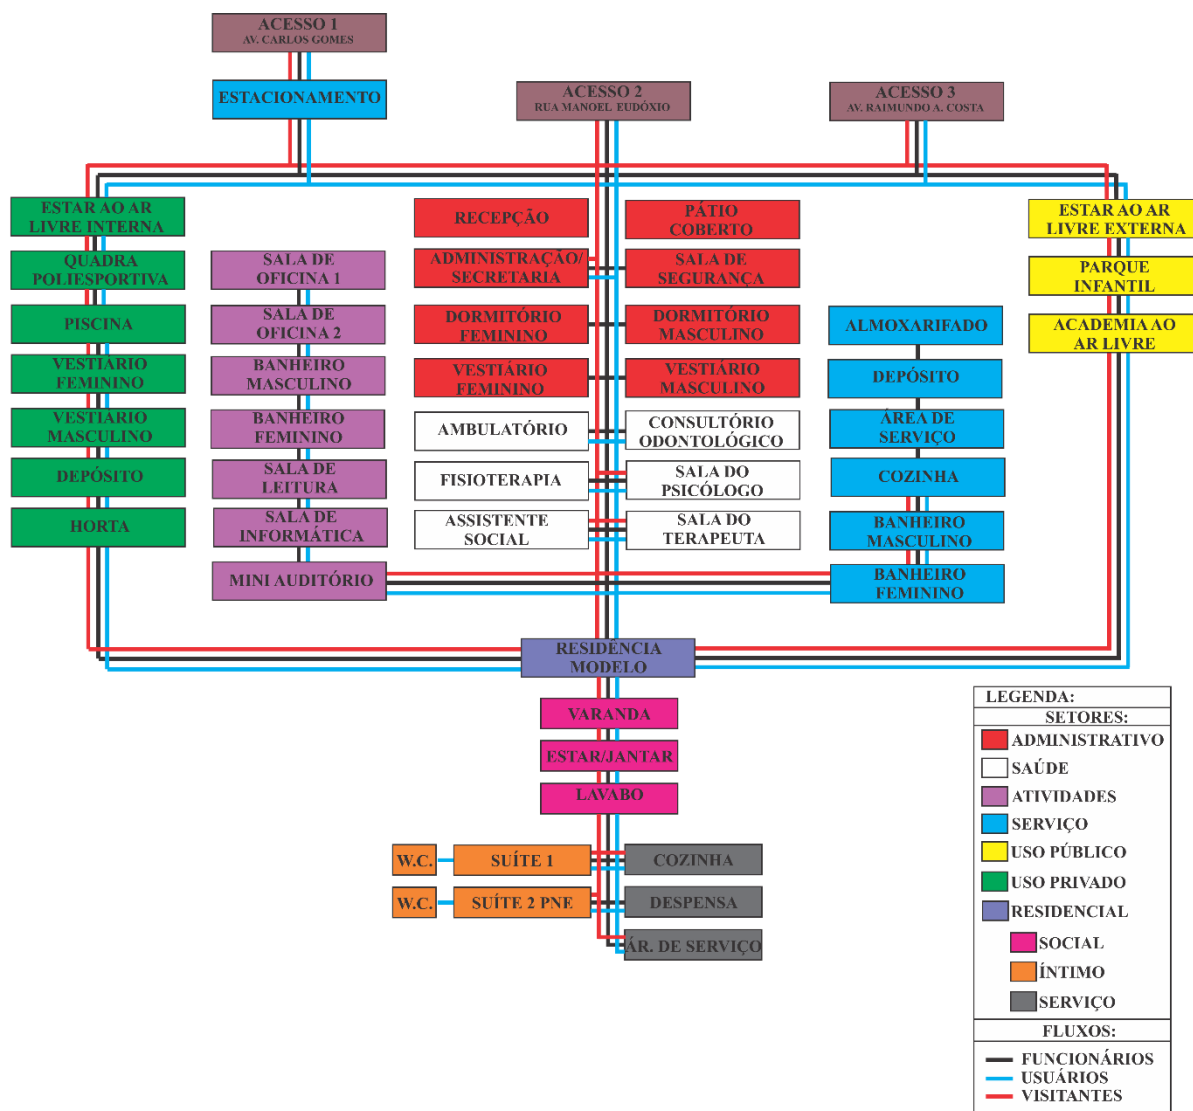 ACESSO 1
AV. CARLOS GOMES
ESTACIONAMENTO
ACESSO 2
RUA MANOEL EUDÓXIO
ACESSO 3
AV. RAIMUNDO A. COSTA
ESTAR AO AR
LIVRE INTERNA
QUADRA
POLIESPORTIVA
PISCINA
VESTIÁRIO
FEMININO
VESTIÁRIO
MASCULINO
DEPÓSITO
HORTA
SALA DE
OFICINA 1
SALA DE
OFICINA 2
BANHEIRO
MASCULINO
BANHEIRO
FEMININO
SALA DE
LEITURA
SALA DE
INFORMÁTICA
MINI AUDITÓRIO
RECEPÇÃO
ADMINISTRAÇÃO/
SECRETARIA
DORMITÓRIO
FEMININO
VESTIÁRIO
FEMININO
AMBULATÓRIO
FISIOTERAPIA
ASSISTENTE
SOCIAL
PÁTIO
COBERTO
SALA DE
SEGURANÇA
DORMITÓRIO
MASCULINO
VESTIÁRIO
MASCULINO
CONSULTÓRIO
ODONTOLÓGICO
SALA DO
PSICÓLOGO
SALA DO
TERAPEUTA
ALMOXARIFADO
DEPÓSITO
ÁREA DE
SERVIÇO
COZINHA
BANHEIRO
MASCULINO
BANHEIRO
FEMININO
ESTAR AO AR
LIVRE EXTERNA
PARQUE
INFANTIL
ACADEMIA AO
AR LIVRE
RESIDÊNCIA
MODELO
VARANDA
ESTAR/JANTAR
LAVABO
W.C.
SUÍTE 1
COZINHA
W.C.
SUÍTE 2 PNE
DESPENSA
ÁR. DE SERVIÇO
LEGENDA:
SETORES:
ADMINISTRATIVO
SAÚDE
ATIVIDADES
SERVIÇO
USO PÚBLICO
USO PRIVADO
RESIDENCIAL
SOCIAL
ÍNTIMO
SERVIÇO
FLUXOS:
FUNCIONÁRIOS
USUÁRIOS
VISITANTES